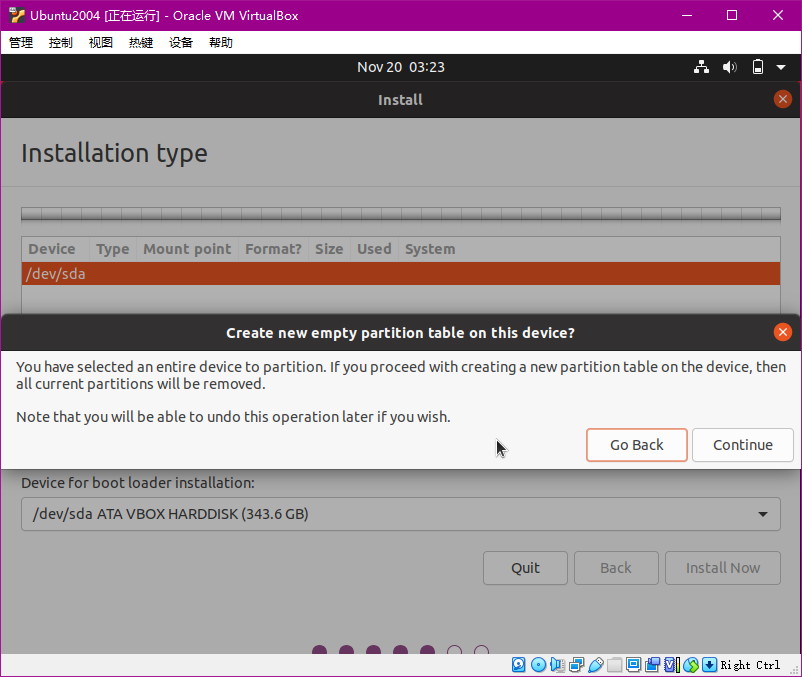 Ubuntu2004 [正在运行] - Oracle VM VirtualBox
管理 控制 视图 热键 设备 帮助
Nov 20 03:23
Install
Installation type
Device Type Mount point Format? Size Used System
/dev/sda
Create new empty partition table on this device?
You have selected an entire device to partition. If you proceed with creating a new partition table on the device, then
all current partitions will be removed.
Note that you will be able to undo this operation later if you wish.
Go Back Continue
Device for boot loader installation:
/dev/sda ATA VBOX HARDDISK (343.6 GB)
Quit Back Install Now
Right Ctrl